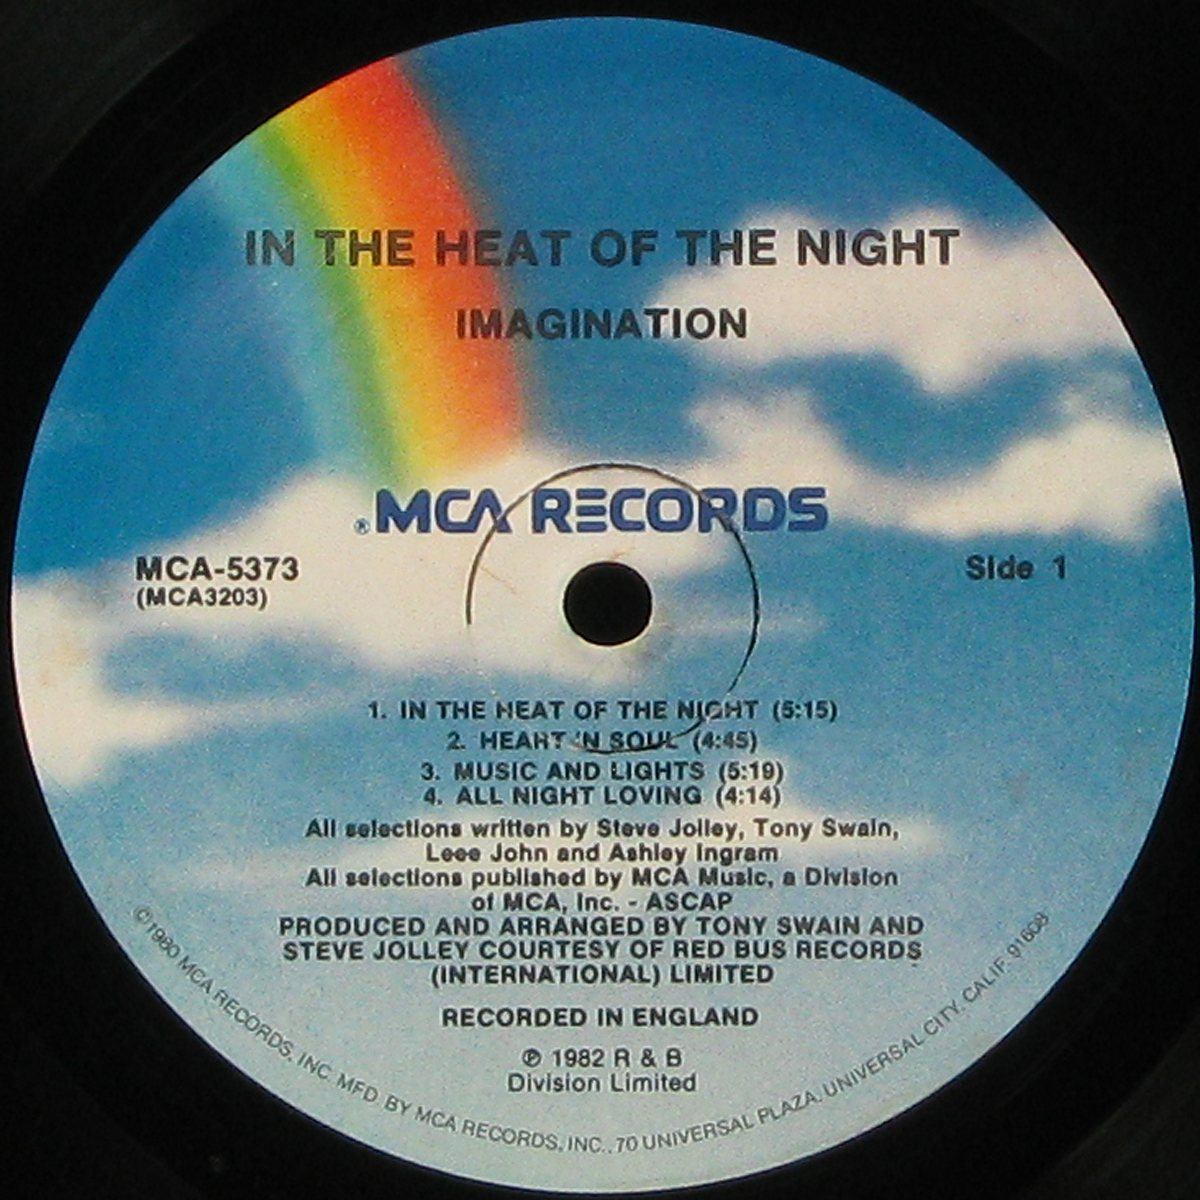 IN THE HEAT OF THE NIGHT
IMAGINATION
® MCA RECORDS
MCA-5373
(MCA3203)
Side 1
1. IN THE HEAT OF THE NIGHT (5:15)
2. HEART 'N SOUL (4:45)
3. MUSIC AND LIGHTS (5:19)
4. ALL NIGHT LOVING (4:14)
All selections written by Steve Jolley, Tony Swain,
Leee John and Ashley Ingram
All selections published by MCA Music, a Division
of MCA, Inc. - ASCAP
PRODUCED AND ARRANGED BY TONY SWAIN AND
STEVE JOLLEY COURTESY OF RED BUS RECORDS
(INTERNATIONAL) LIMITED
RECORDED IN ENGLAND
℗ 1982 R & B
Division Limited
©1980 MCA RECORDS, INC. MFD. BY MCA RECORDS, INC., 70 UNIVERSAL PLAZA, UNIVERSAL CITY, CALIF. 91608